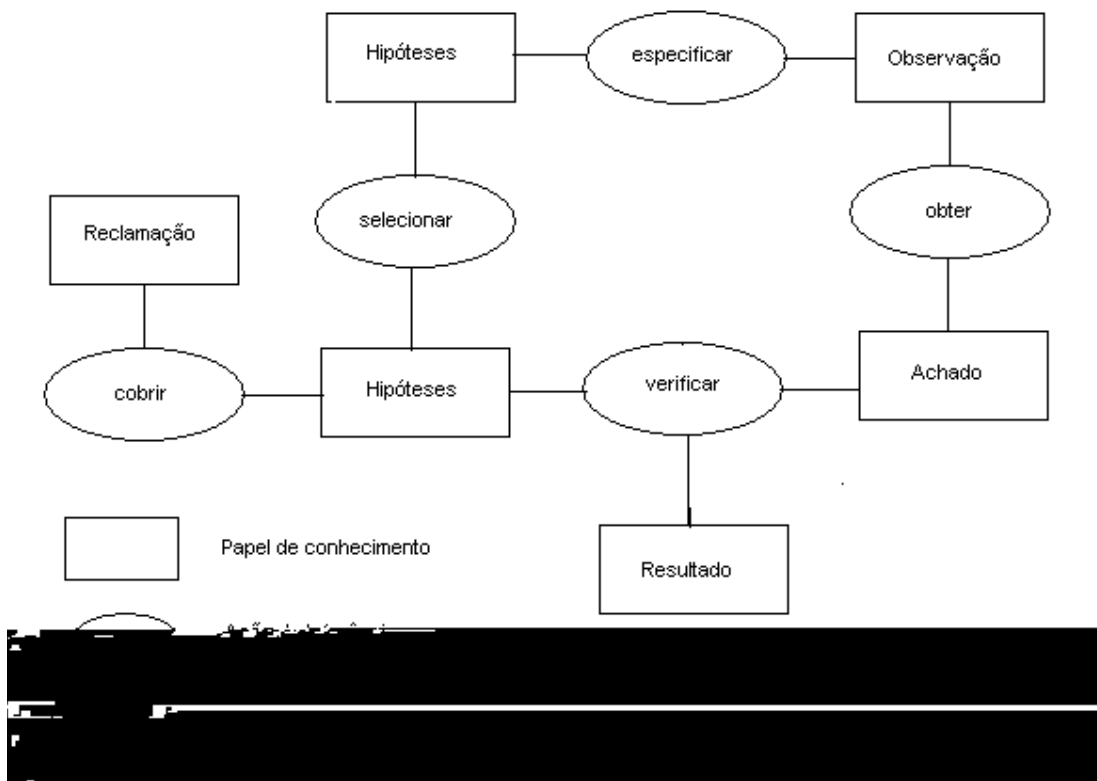 Hipóteses
especificar
Observação
selecionar
obter
Reclamação
cobrir
Hipóteses
verificar
Achado
Papel de conhecimento
Resultado